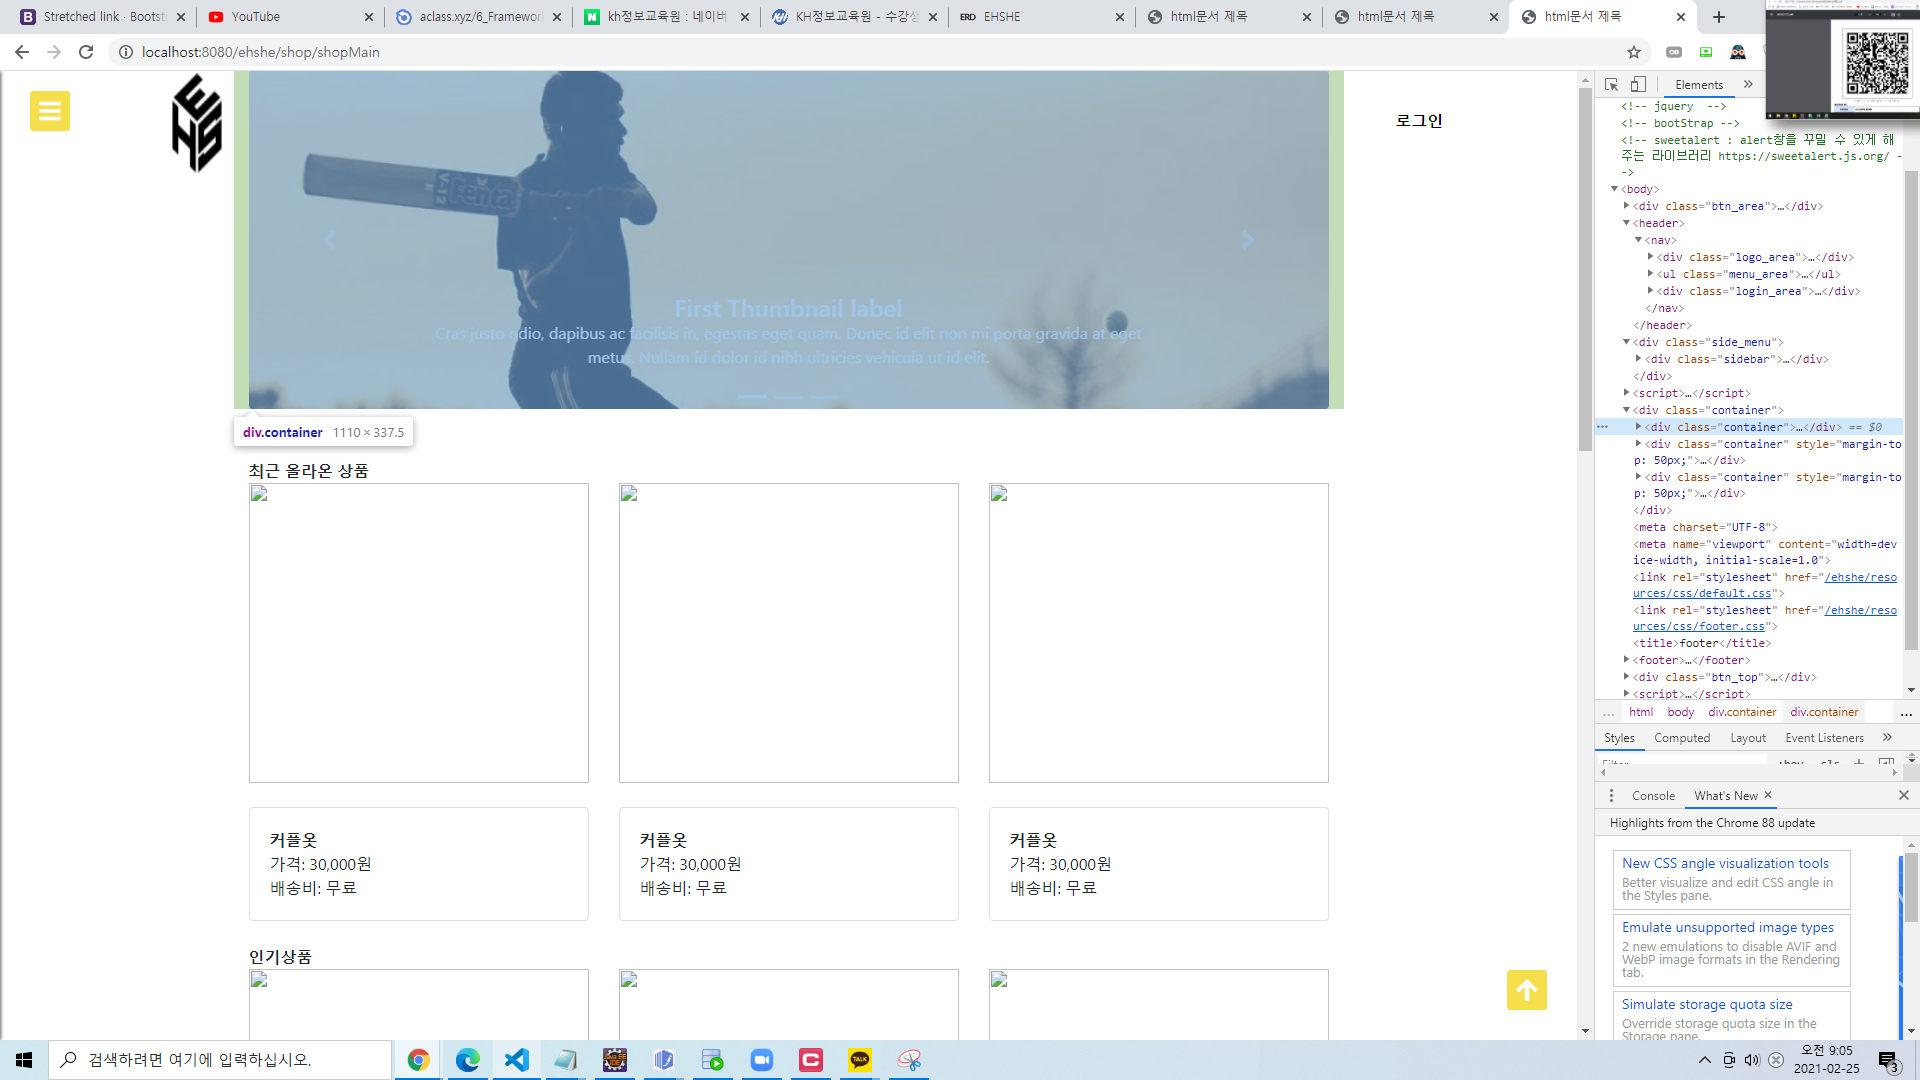 Stretched link · Bootst
YouTube
aclass.xyz/6_Framework
kh정보교육원 : 네이버
KH정보교육원 - 수강생
ERD EHSHE
html문서 제목
html문서 제목
html문서 제목
localhost:8080/ehshe/shop/shopMain
EHS
로그인
Fenta
First Thumbnail label
Cras justo odio, dapibus ac facilisis in, egestas eget quam. Donec id elit non mi porta gravida at eget
metus. Nullam id dolor id nibh ultricies vehicula ut id elit.
div.container 1110 × 337.5
최근 올라온 상품
커플옷
가격: 30,000원
배송비: 무료
커플옷
가격: 30,000원
배송비: 무료
커플옷
가격: 30,000원
배송비: 무료
인기상품
Elements
<!-- jquery -->
<!-- bootStrap -->
<!-- sweetalert : alert창을 꾸밀 수 있게 해
주는 라이브러리 https://sweetalert.js.org/ -
->
<body>
<div class="btn_area">…</div>
<header>
<nav>
<div class="logo_area">…</div>
<ul class="menu_area">…</ul>
<div class="login_area">…</div>
</nav>
</header>
<div class="side_menu">
<div class="sidebar">…</div>
</div>
<script>…</script>
<div class="container">
<div class="container">…</div> == $0
<div class="container" style="margin-to
p: 50px;">…</div>
<div class="container" style="margin-to
p: 50px;">…</div>
</div>
<meta charset="UTF-8">
<meta name="viewport" content="width=dev
ice-width, initial-scale=1.0">
<link rel="stylesheet" href="/ehshe/reso
urces/css/default.css">
<link rel="stylesheet" href="/ehshe/reso
urces/css/footer.css">
<title>footer</title>
<footer>…</footer>
<div class="btn_top">…</div>
<script>…</script>
... html body div.container div.container ...
Styles Computed Layout Event Listeners
Filter :hov .cls
Console What's New
Highlights from the Chrome 88 update
New CSS angle visualization tools
Better visualize and edit CSS angle in
the Styles pane.
Emulate unsupported image types
2 new emulations to disable AVIF and
WebP image formats in the Rendering
tab.
Simulate storage quota size
Override storage quota size in the
Storage pane.
검색하려면 여기에 입력하십시오.
오전 9:05
2021-02-25
3